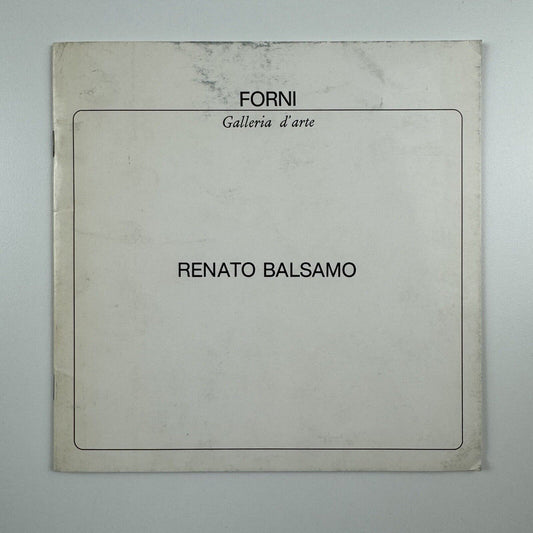 FORNI
Galleria d'arte
RENATO BALSAMO